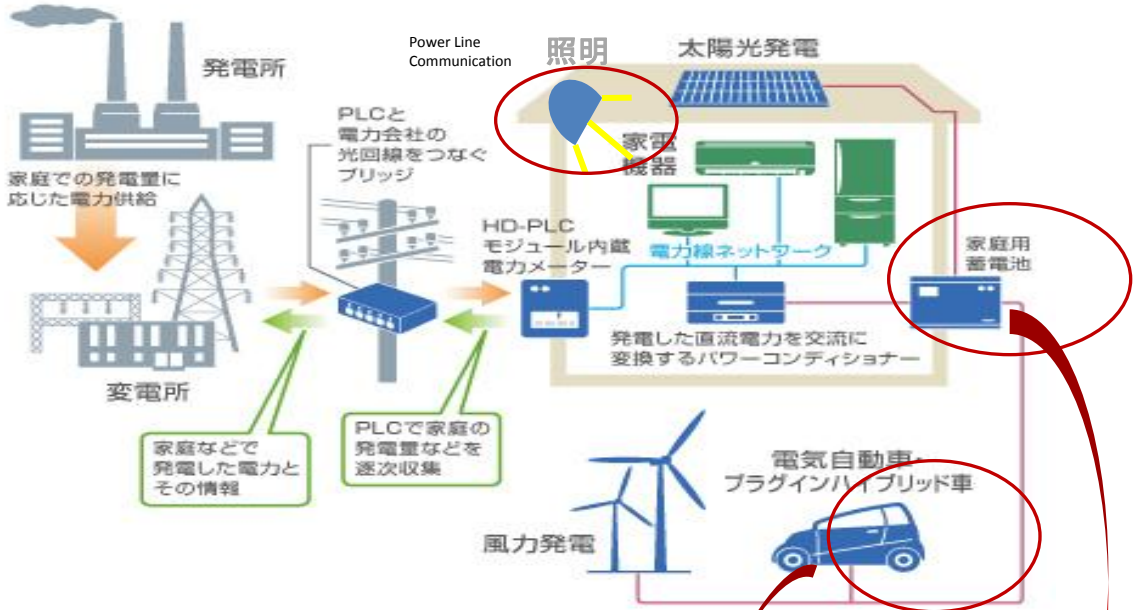 発電所
家庭での発電量に
応じた電力供給
変電所
Power Line
Communication
PLCと
電力会社の
光回線をつなぐ
ブリッジ
照明
太陽光発電
家電
機器
HD-PLC
モジュール内蔵
電力メーター
電力線ネットワーク
家庭用
蓄電池
発電した直流電力を交流に
変換するパワーコンディショナー
家庭などで
発電した電力と
その情報
PLCで家庭の
発電量などを
逐次収集
風力発電
電気自動車・
プラグインハイブリッド車